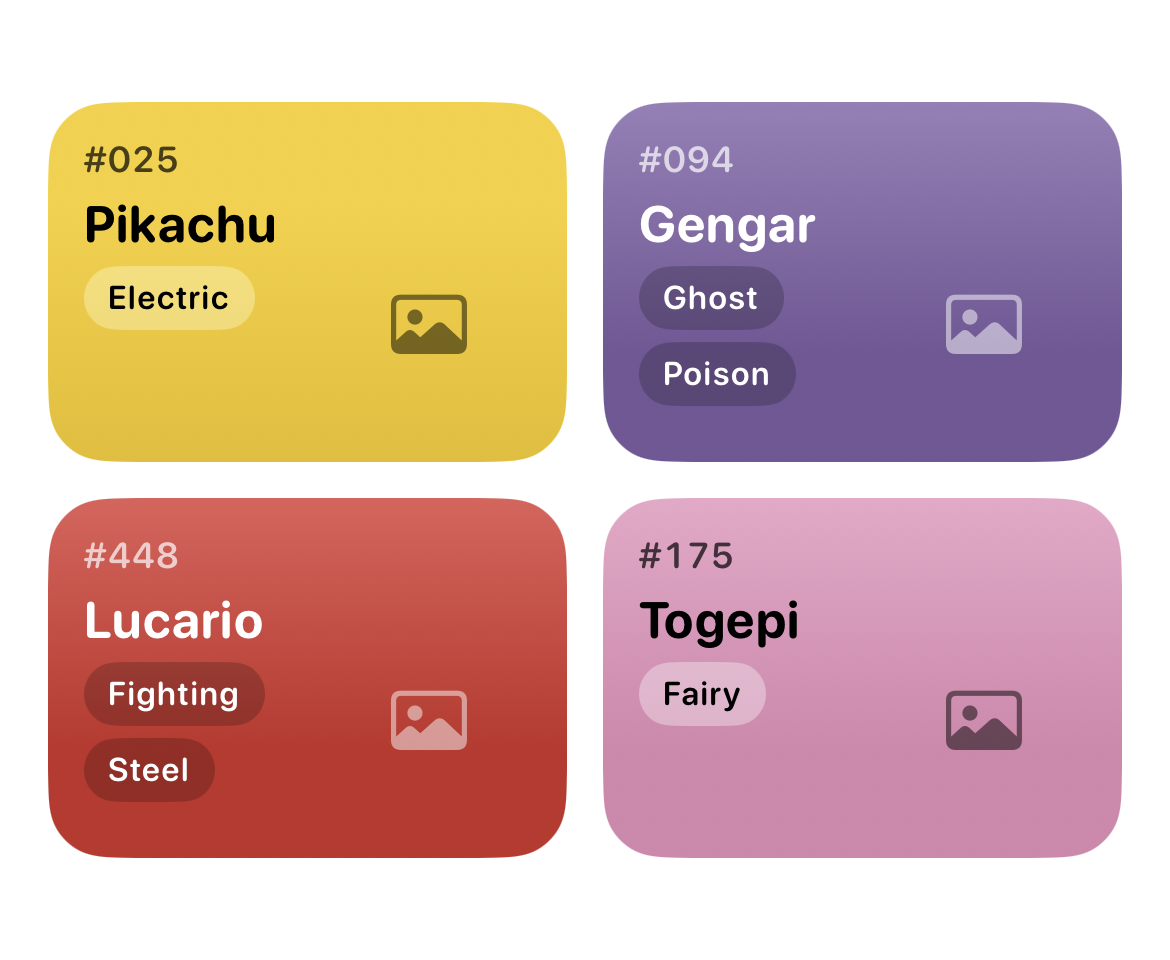 #025
Pikachu
Electric
#094
Gengar
Ghost
Poison
#448
Lucario
Fighting
Steel
#175
Togepi
Fairy